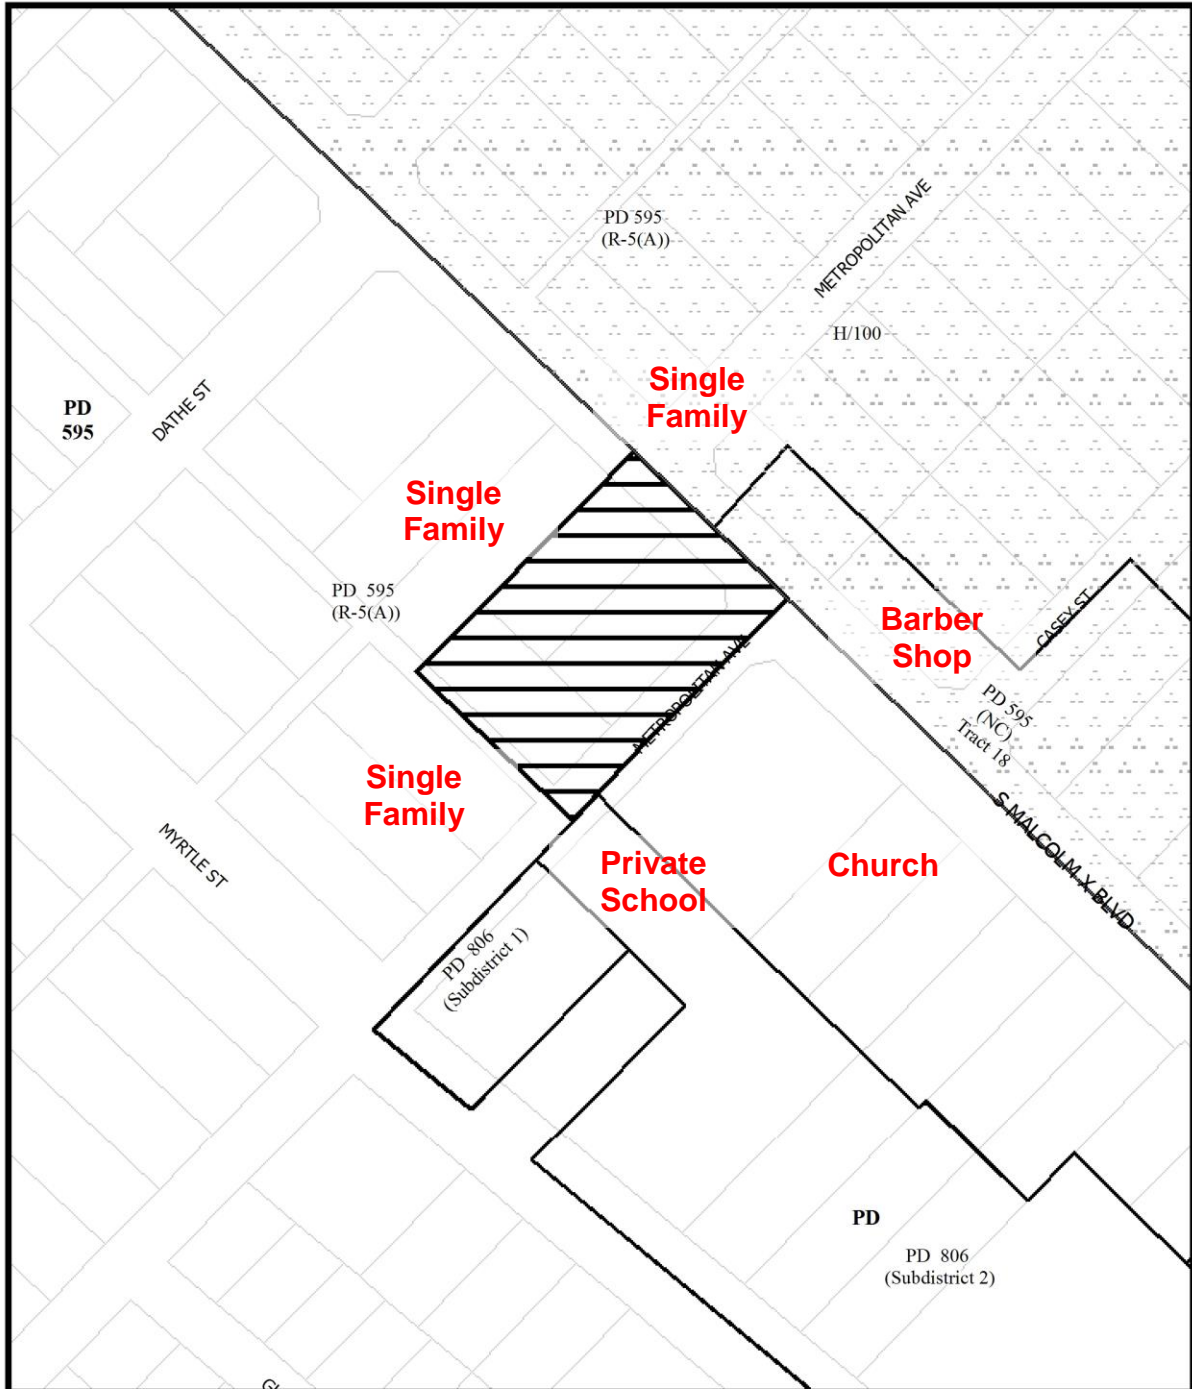 PD 595
(R-5(A))
METROPOLITAN AVE
H/100
Single
Family
PD
595
DATHE ST
Single
Family
PD 595
(R-5(A))
Barber
Shop
CASEY ST
METROPOLITAN AVE
PD 595
(NC)
Tract 18
Single
Family
S MALCOLM X BLVD
MYRTLE ST
Private
School
Church
PD 806
(Subdistrict 1)
PD
PD 806
(Subdistrict 2)